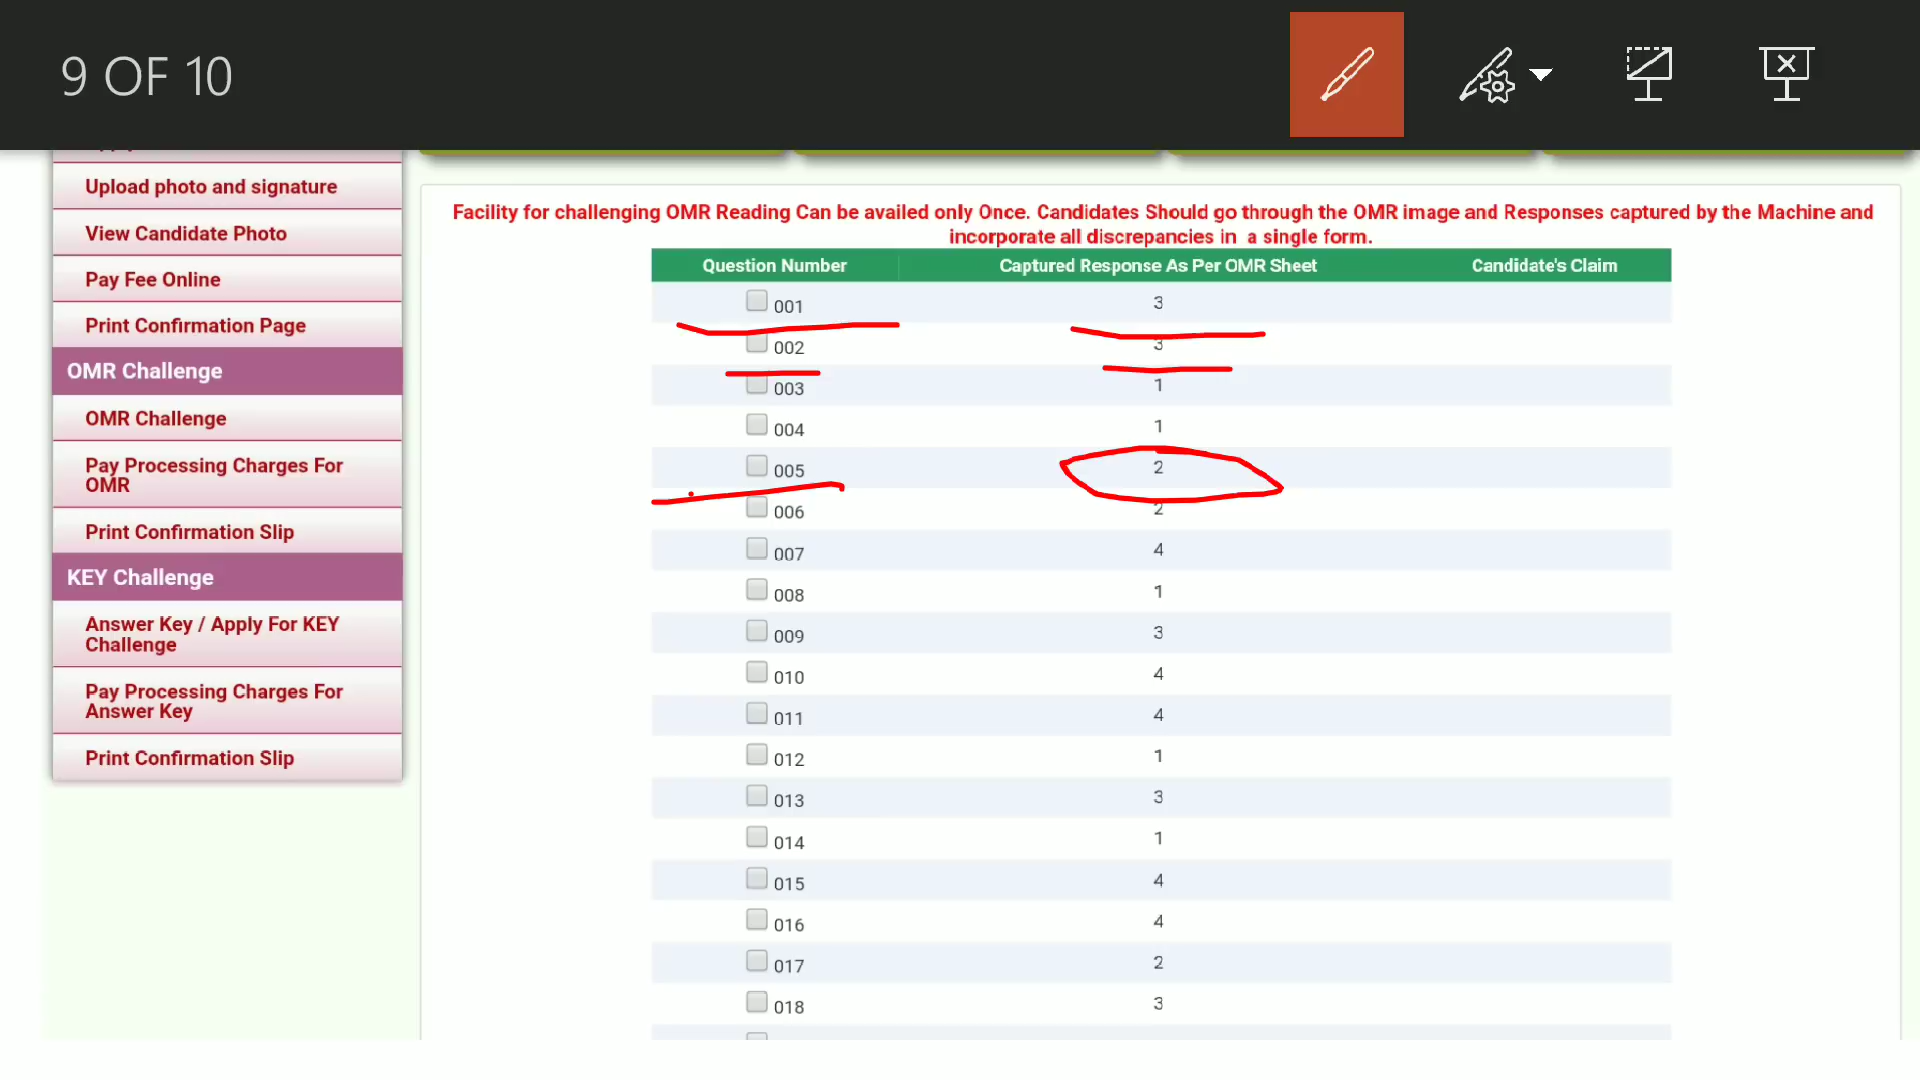 9 OF 10
Upload photo and signature
View Candidate Photo
Pay Fee Online
Print Confirmation Page
OMR Challenge
OMR Challenge
Pay Processing Charges For
OMR
Print Confirmation Slip
KEY Challenge
Answer Key / Apply For KEY
Challenge
Pay Processing Charges For
Answer Key
Print Confirmation Slip
Facility for challenging OMR Reading Can be availed only Once. Candidates Should go through the OMR image and Responses captured by the Machine and
incorporate all discrepancies in a single form.
Question Number Captured Response As Per OMR Sheet Candidate's Claim
001 3
002 3
003 1
004 1
005 2
006 2
007 4
008 1
009 3
010 4
011 4
012 1
013 3
014 1
015 4
016 4
017 2
018 3